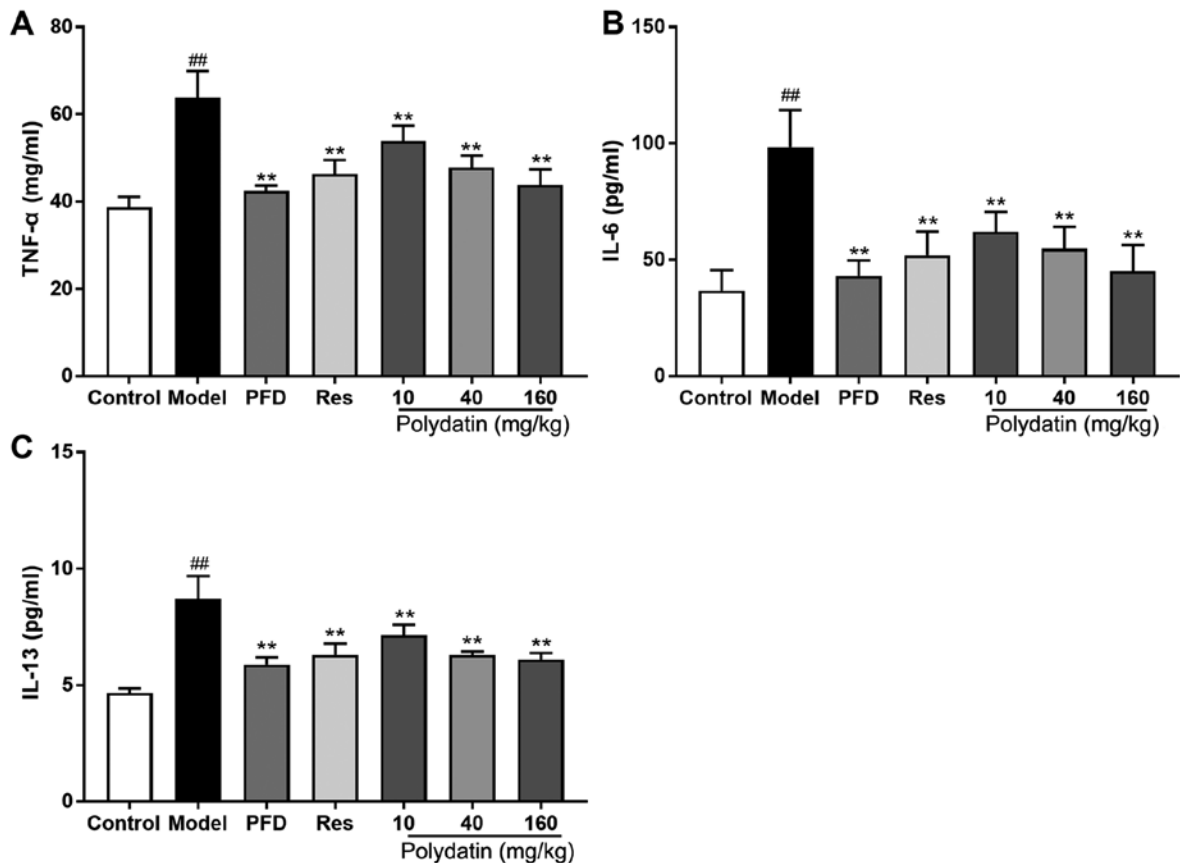 A
TNF-α (mg/ml)
80
60
40
20
0
##
**
**
**
**
**
Control Model PFD Res 10 40 160
Polydatin (mg/kg)
B
IL-6 (pg/ml)
150
100
50
0
##
**
**
**
**
**
Control Model PFD Res 10 40 160
Polydatin (mg/kg)
C
IL-13 (pg/ml)
15
10
5
0
##
**
**
**
**
**
Control Model PFD Res 10 40 160
Polydatin (mg/kg)